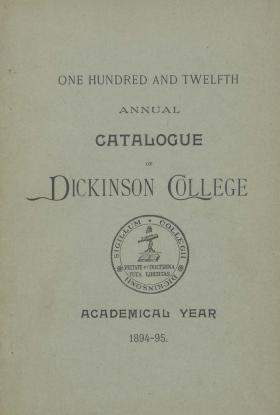 ONE HUNDRED AND TWELFTH
ANNUAL
CATALOGUE
OF
DICKINSON COLLEGE
SIGILLUM • COLLEGII
DICKINSONII
PIETATE ET DOCTRINA
TUTA LIBERTAS
ACADEMICAL YEAR
1894-95.